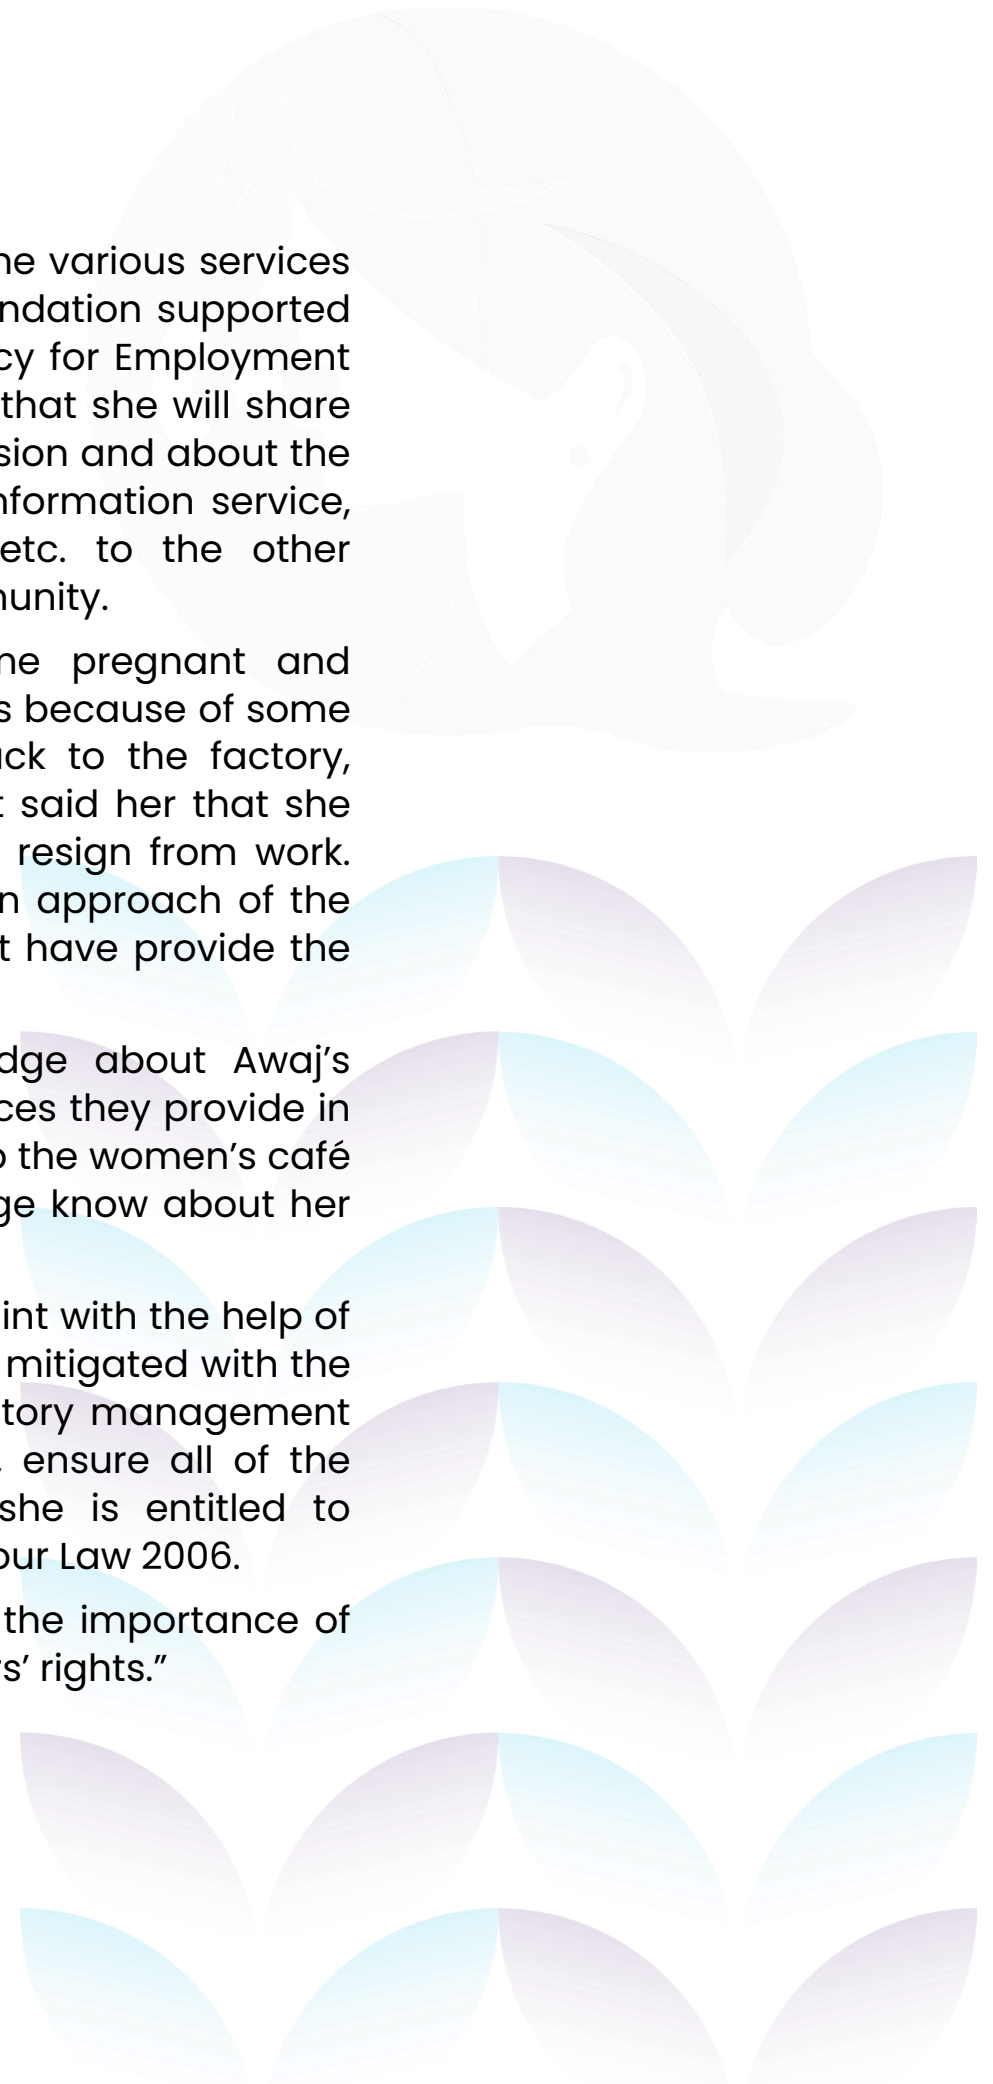 he various services
ndation supported
cy for Employment
that she will share
sion and about the
nformation service,
etc. to the other
nunity.
me pregnant and
s because of some
ack to the factory,
t said her that she
resign from work.
n approach of the
t have provide the
dge about Awaj’s
ces they provide in
o the women’s café
ge know about her
int with the help of
mitigated with the
tory management
, ensure all of the
she is entitled to
our Law 2006.
the importance of
rs’ rights.”